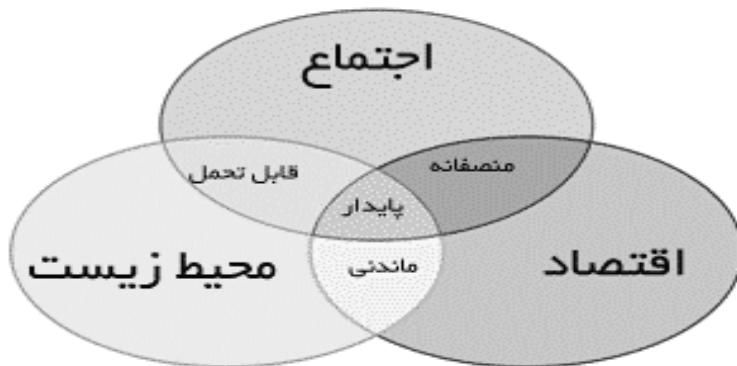 اجتماع
منصفانه
قابل تحمل
پایدار
اقتصاد
ماندنی
محیط زیست